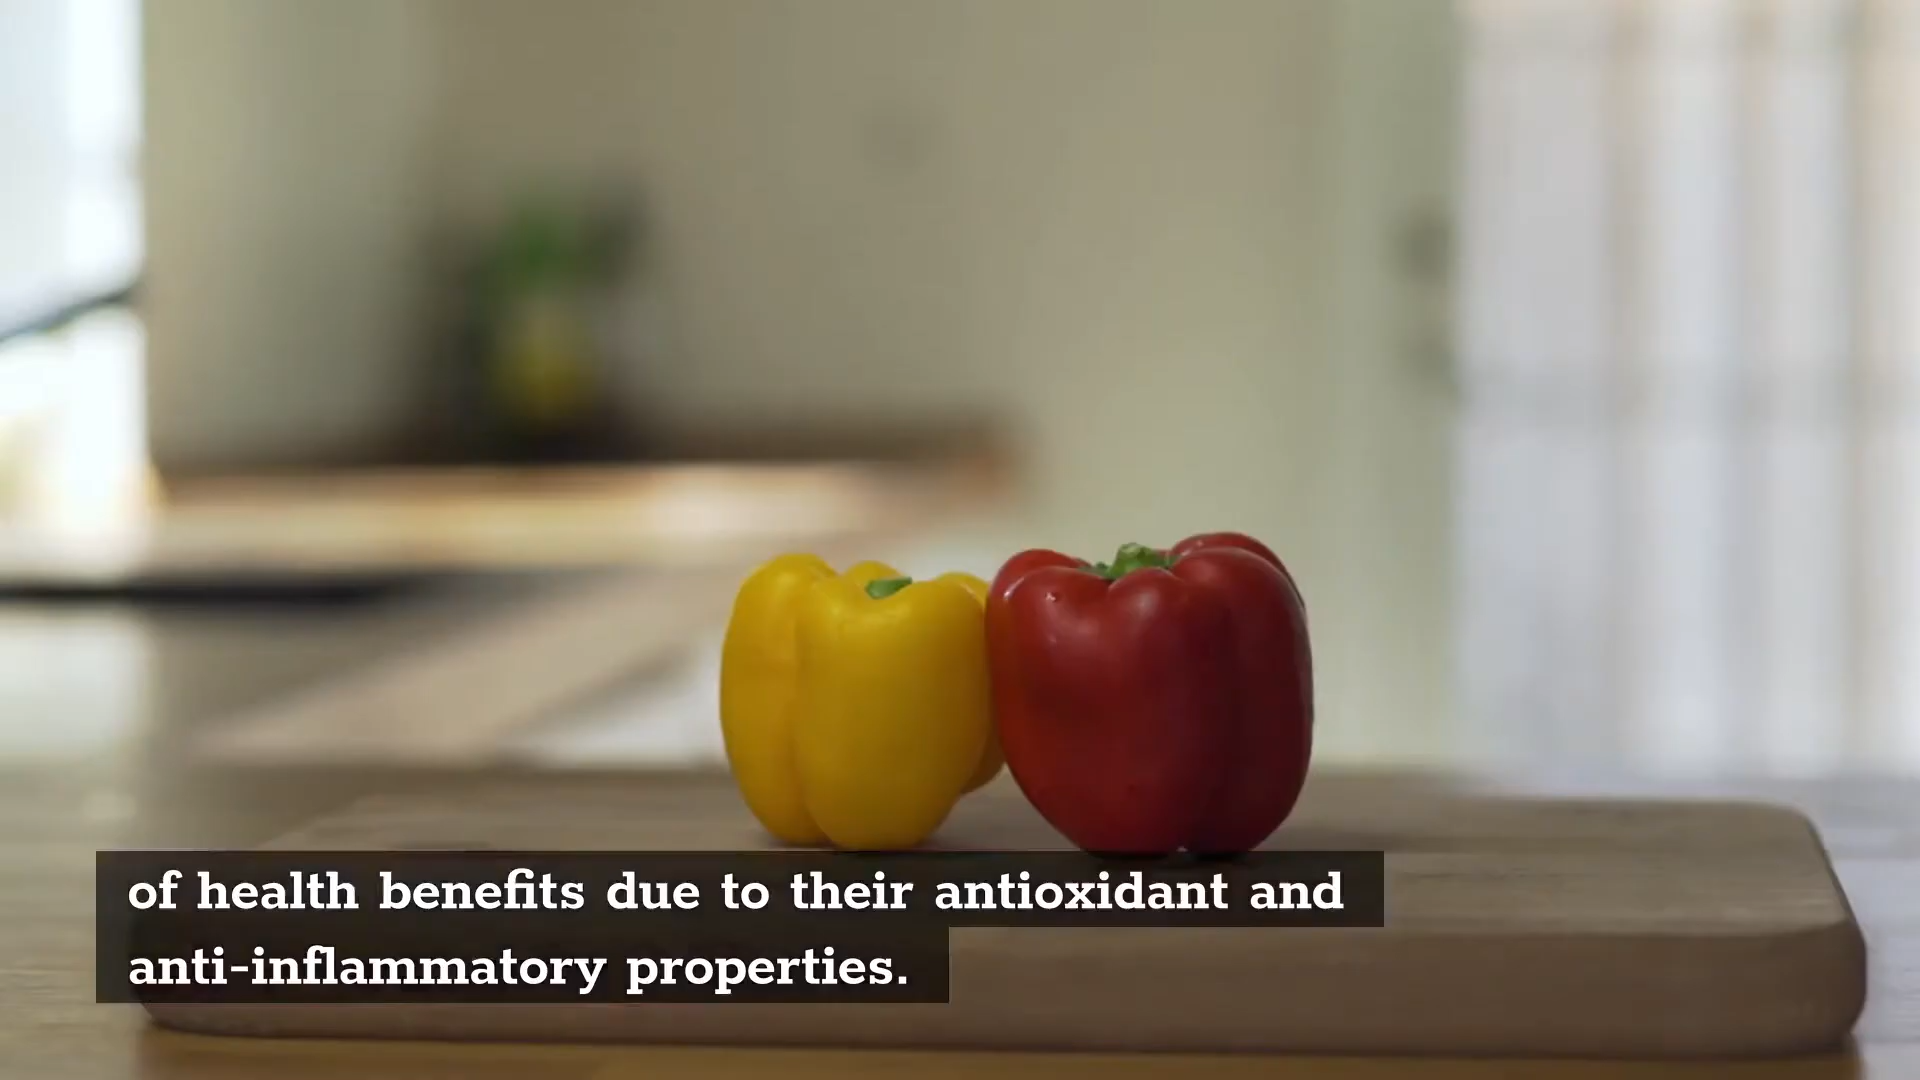 of health benefits due to their antioxidant and
anti-inflammatory properties.